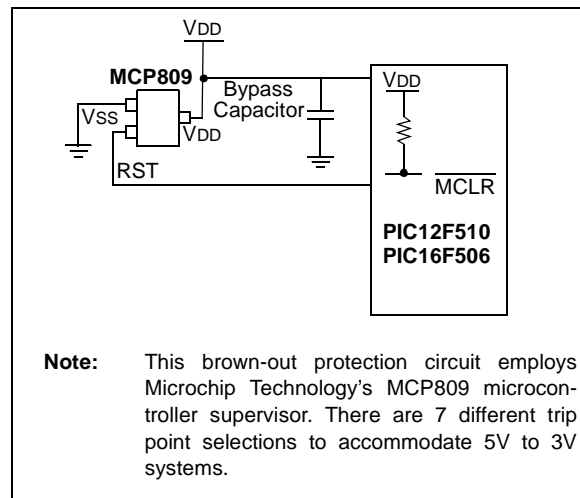 VDD
MCP809
Bypass
Capacitor
VDD
VSS
VDD
RST
MCLR
PIC12F510
PIC16F506
Note: This brown-out protection circuit employs
Microchip Technology's MCP809 microcon-
troller supervisor. There are 7 different trip
point selections to accommodate 5V to 3V
systems.